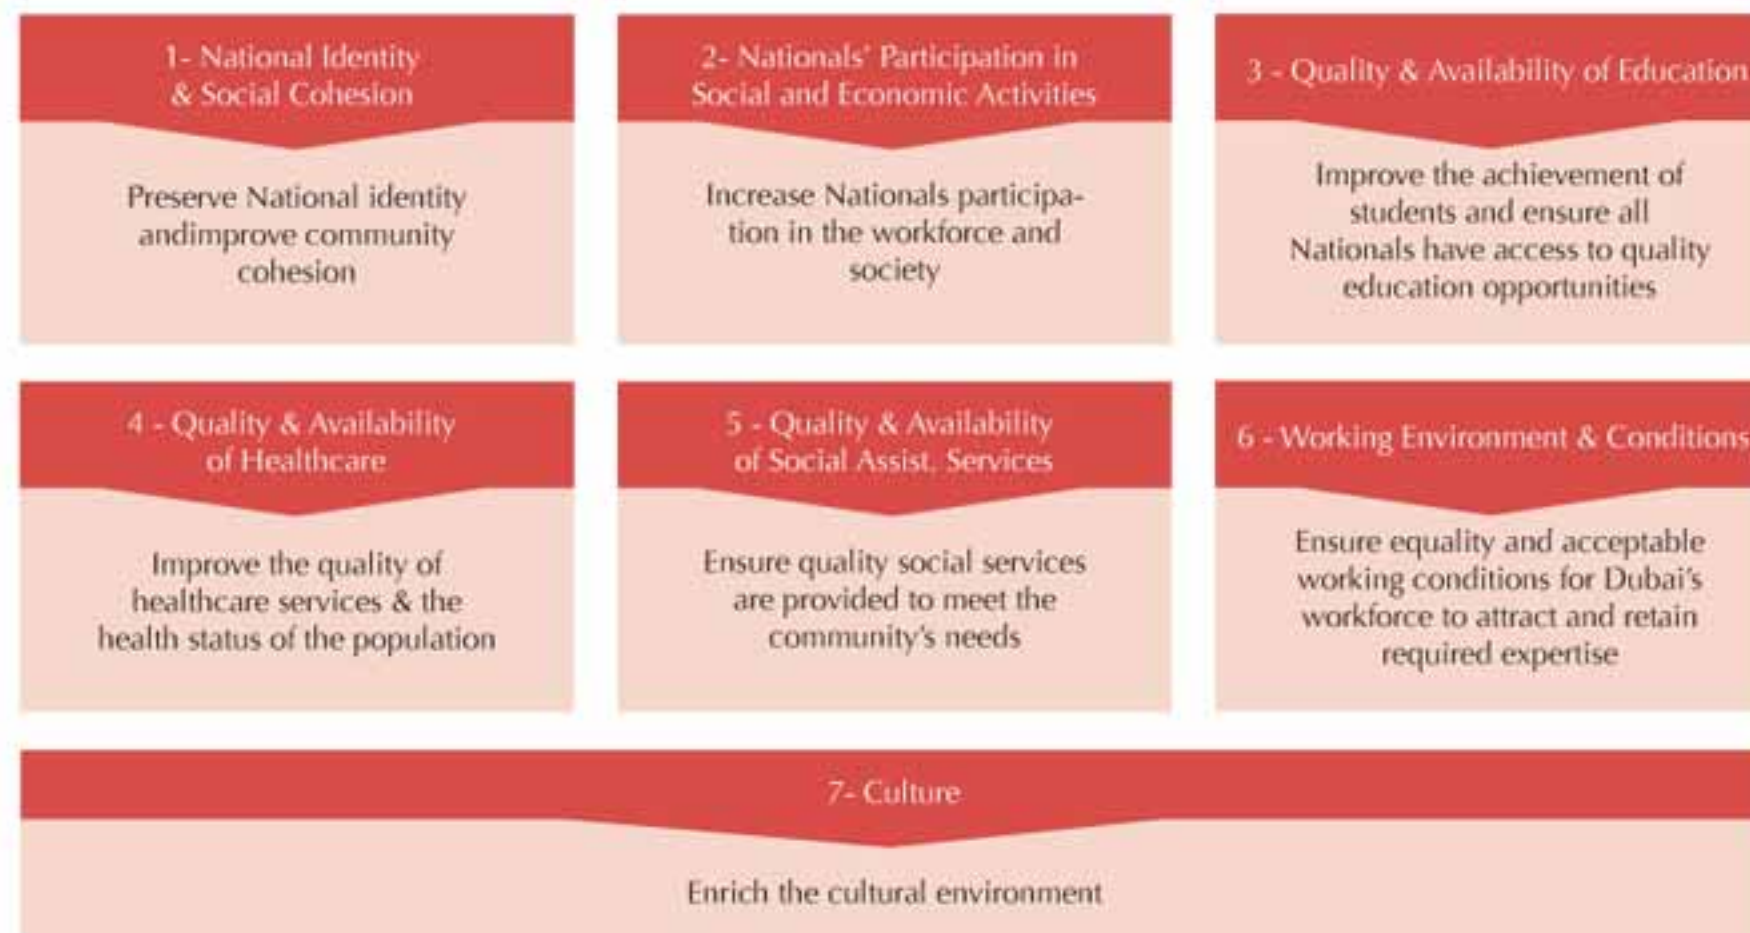 1- National Identity
& Social Cohesion
Preserve National identity
andimprove community
cohesion
2- Nationals' Participation in
Social and Economic Activities
Increase Nationals participa-
tion in the workforce and
society
3 - Quality & Availability of Education
Improve the achievement of
students and ensure all
Nationals have access to quality
education opportunities
4 - Quality & Availability
of Healthcare
Improve the quality of
healthcare services & the
health status of the population
5 - Quality & Availability
of Social Assist. Services
Ensure quality social services
are provided to meet the
community's needs
6 - Working Environment & Conditions
Ensure equality and acceptable
working conditions for Dubai's
workforce to attract and retain
required expertise
7- Culture
Enrich the cultural environment